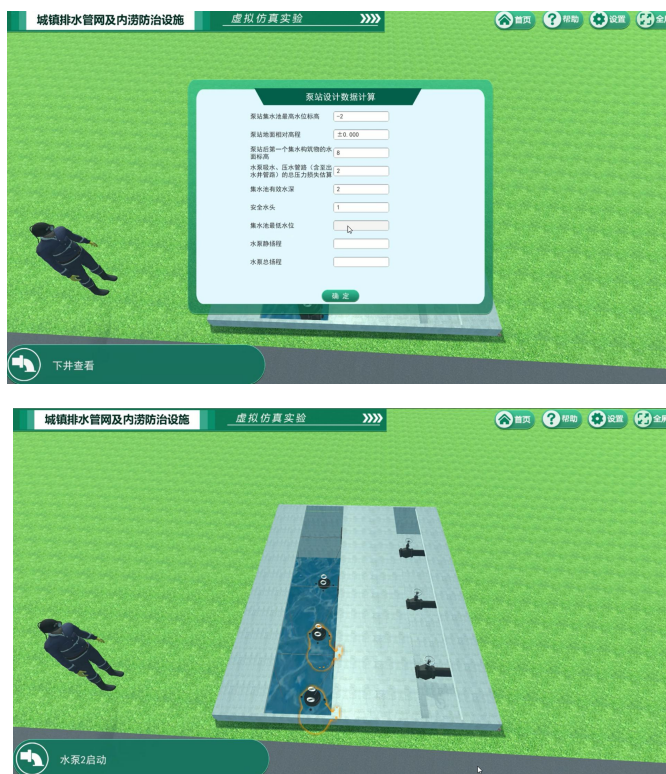 城镇排水管网及内涝防治设施
虚拟仿真实验
首页
帮助
设置
全屏
泵站设计数据计算
泵站集水池最高水位标高 -2
泵站地面相对高程 ±0.000
泵站后第一个集水构筑物的水
面标高 8
水泵吸水、压水管路（含至出
水井管路）的总压力损失估算 2
集水池有效水深 2
安全水头 1
集水池最低水位
水泵静扬程
水泵总扬程
确定
下井查看
城镇排水管网及内涝防治设施
虚拟仿真实验
首页
帮助
设置
全屏
水泵2启动